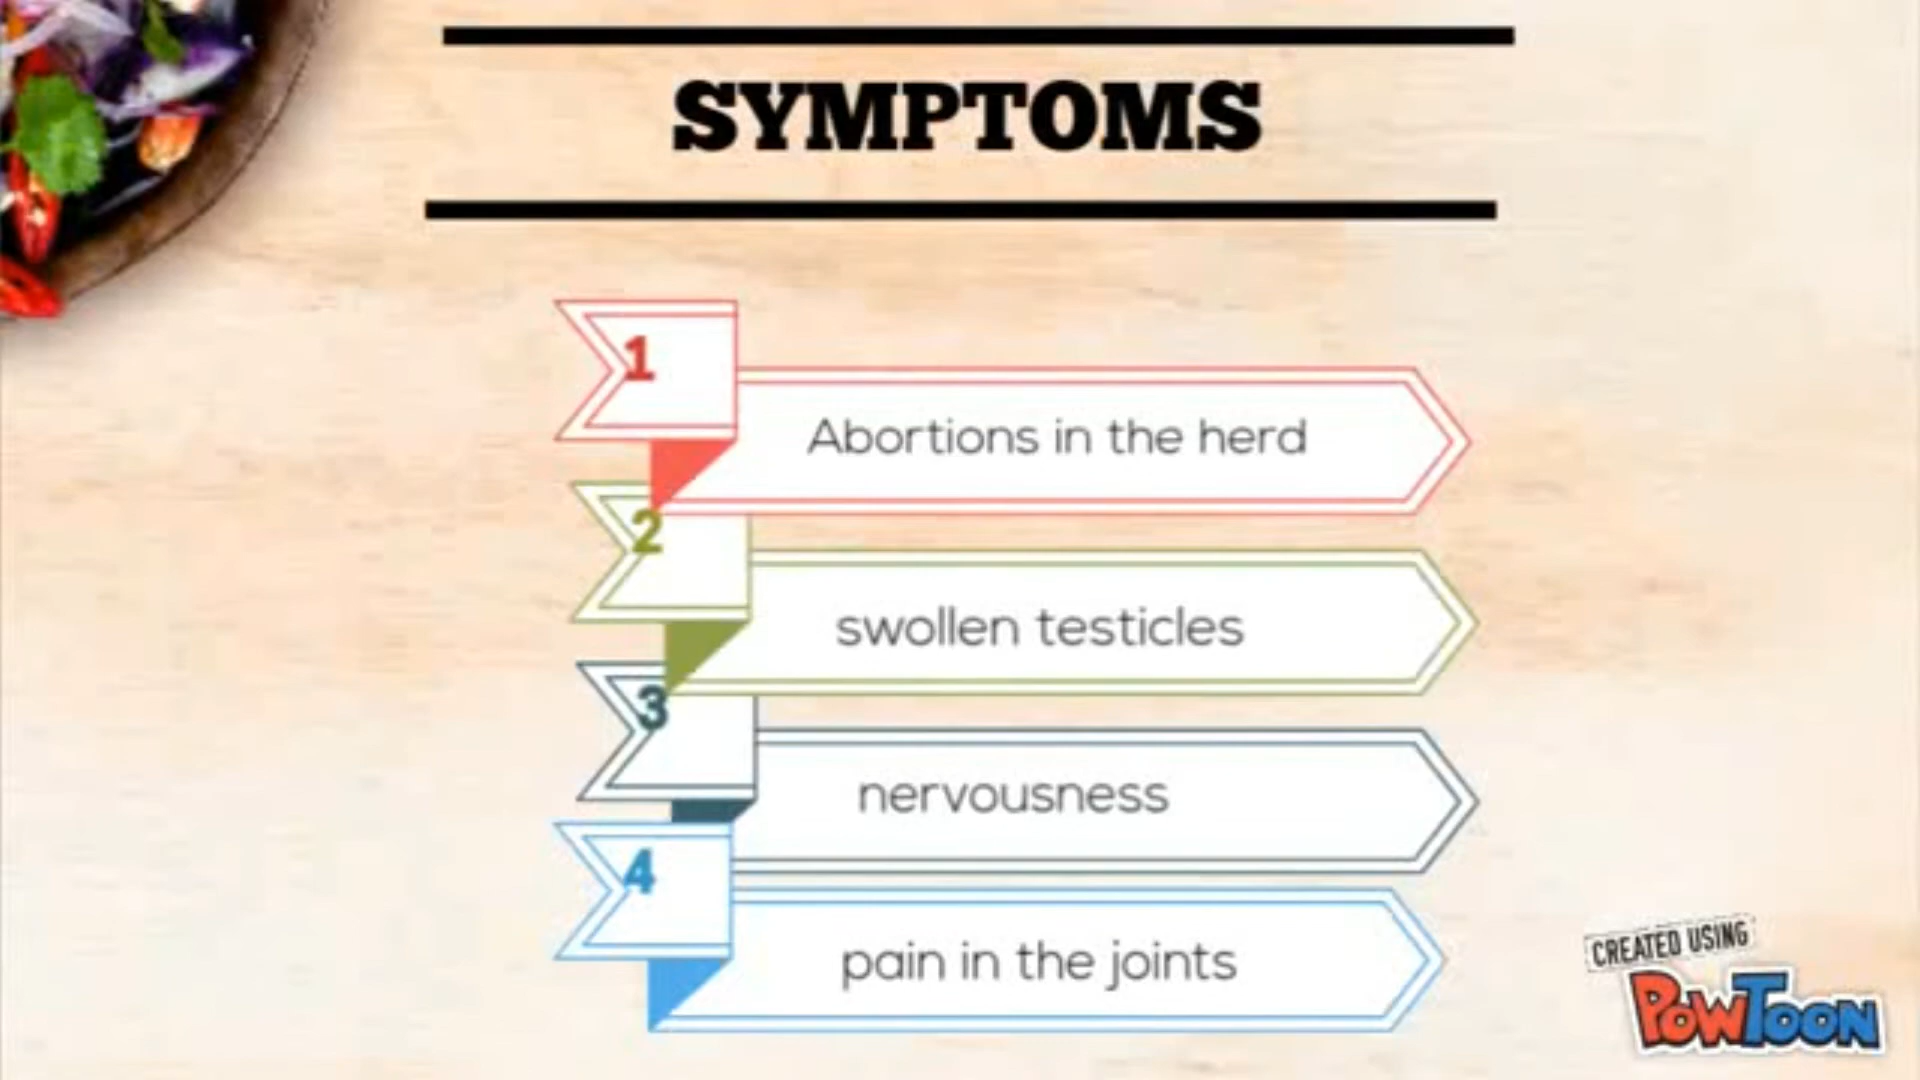 SYMPTOMS
1
Abortions in the herd
2
swollen testicles
3
nervousness
4
pain in the joints
CREATED USING
POWTOON